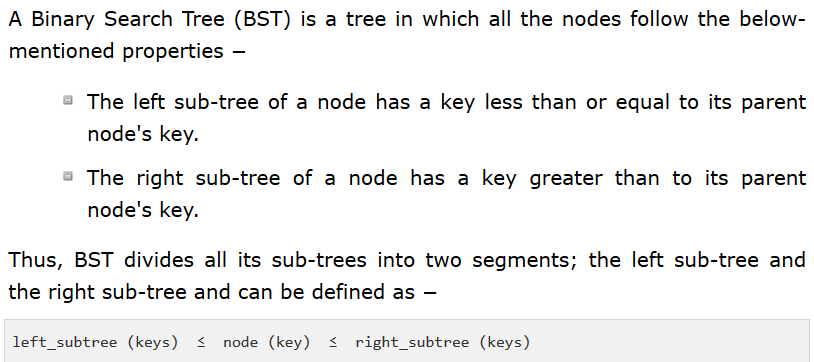 A Binary Search Tree (BST) is a tree in which all the nodes follow the below-
mentioned properties −
The left sub-tree of a node has a key less than or equal to its parent
node's key.
The right sub-tree of a node has a key greater than to its parent
node's key.
Thus, BST divides all its sub-trees into two segments; the left sub-tree and
the right sub-tree and can be defined as −
left_subtree (keys) ≤ node (key) ≤ right_subtree (keys)